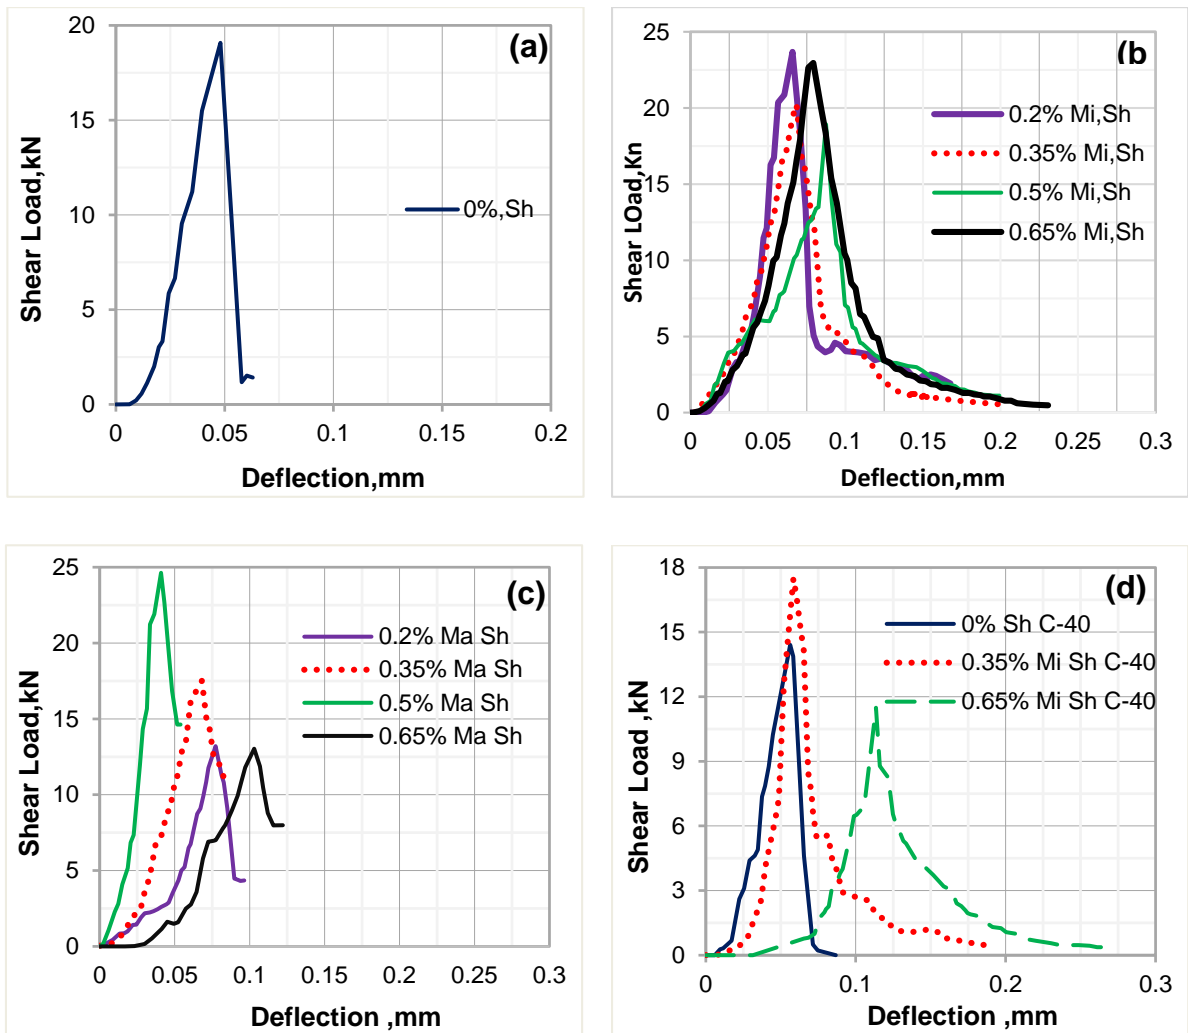 (a)
20
15
10
5
0
Shear Load,kN
0%,Sh
0 0.05 0.1 0.15 0.2
Deflection,mm
(b)
25
20
15
10
5
0
Shear LOad,Kn
0.2% Mi,Sh
0.35% Mi,Sh
0.5% Mi,Sh
0.65% Mi,Sh
0 0.05 0.1 0.15 0.2 0.25 0.3
Deflection,mm
(c)
25
20
15
10
5
0
Shear Load,kN
0.2% Ma Sh
0.35% Ma Sh
0.5% Ma Sh
0.65% Ma Sh
0 0.05 0.1 0.15 0.2 0.25 0.3
Deflection ,mm
(d)
18
15
12
9
6
3
0
Shear Load ,kN
0% Sh C-40
0.35% Mi Sh C-40
0.65% Mi Sh C-40
0 0.1 0.2 0.3
Deflection ,mm